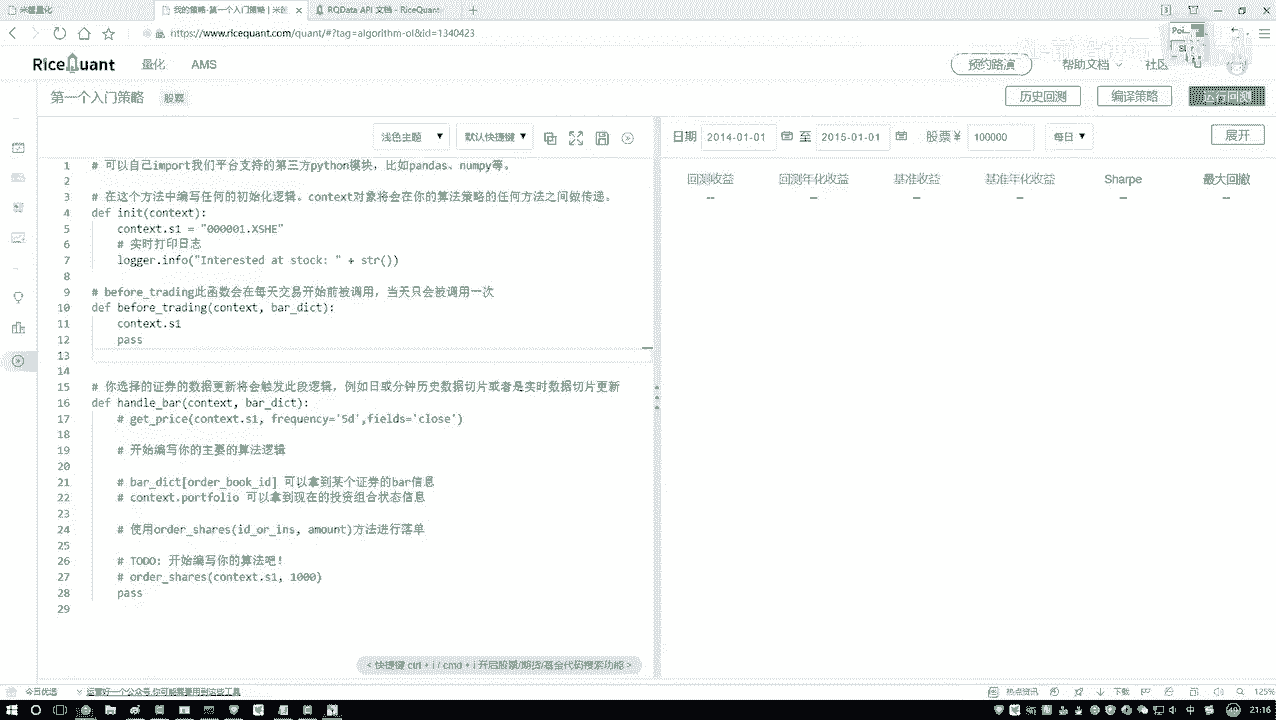 米筐量化
我的策略-第一个入门策略 | 米筐
RQData API 文档 - RiceQuant
https://www.ricequant.com/quant/#?tag=algorithm-ol&id=1340423
RiceQuant
量化
AMS
预约路演
帮助文档
社区
第一个入门策略
股票
历史回测
编译策略
运行回测
浅色主题
默认快捷键
日期
2014-01-01
至
2015-01-01
股票 ¥
100000
每日
展开
回测收益 回测年化收益 基准收益 基准年化收益 Sharpe 最大回撤
-- -- -- -- -- --
1 # 可以自己import我们平台支持的第三方python模块，比如pandas、numpy等。
2
3 # 在这个方法中编写任何的初始化逻辑。context对象将会在你的算法策略的任何方法之间做传递。
4 def init(context):
5 context.s1 = "000001.XSHE"
6 # 实时打印日志
7 logger.info("Interested at stock: " + str())
8
9 # before_trading此函数会在每天交易开始前被调用，当天只会被调用一次
10 def before_trading(context, bar_dict):
11 context.s1
12 pass
13
14
15 # 你选择的证券的数据更新将会触发此段逻辑，例如日或分钟历史数据切片或者是实时数据切片更新
16 def handle_bar(context, bar_dict):
17 # get_price(context.s1, frequency='5d',fields='close')
18
19 # 开始编写你的主要的算法逻辑
20
21 # bar_dict[order_book_id] 可以拿到某个证券的bar信息
22 # context.portfolio 可以拿到现在的投资组合状态信息
23
24 # 使用order_shares(id_or_ins, amount)方法进行落单
25
26 # TODO: 开始编写你的算法吧！
27 # order_shares(context.s1, 1000)
28 pass
29
ctrl + i / cmd + i 开启股票/期货/基金代码搜索功能
今日优选
热点资讯
下载
125%
21:16